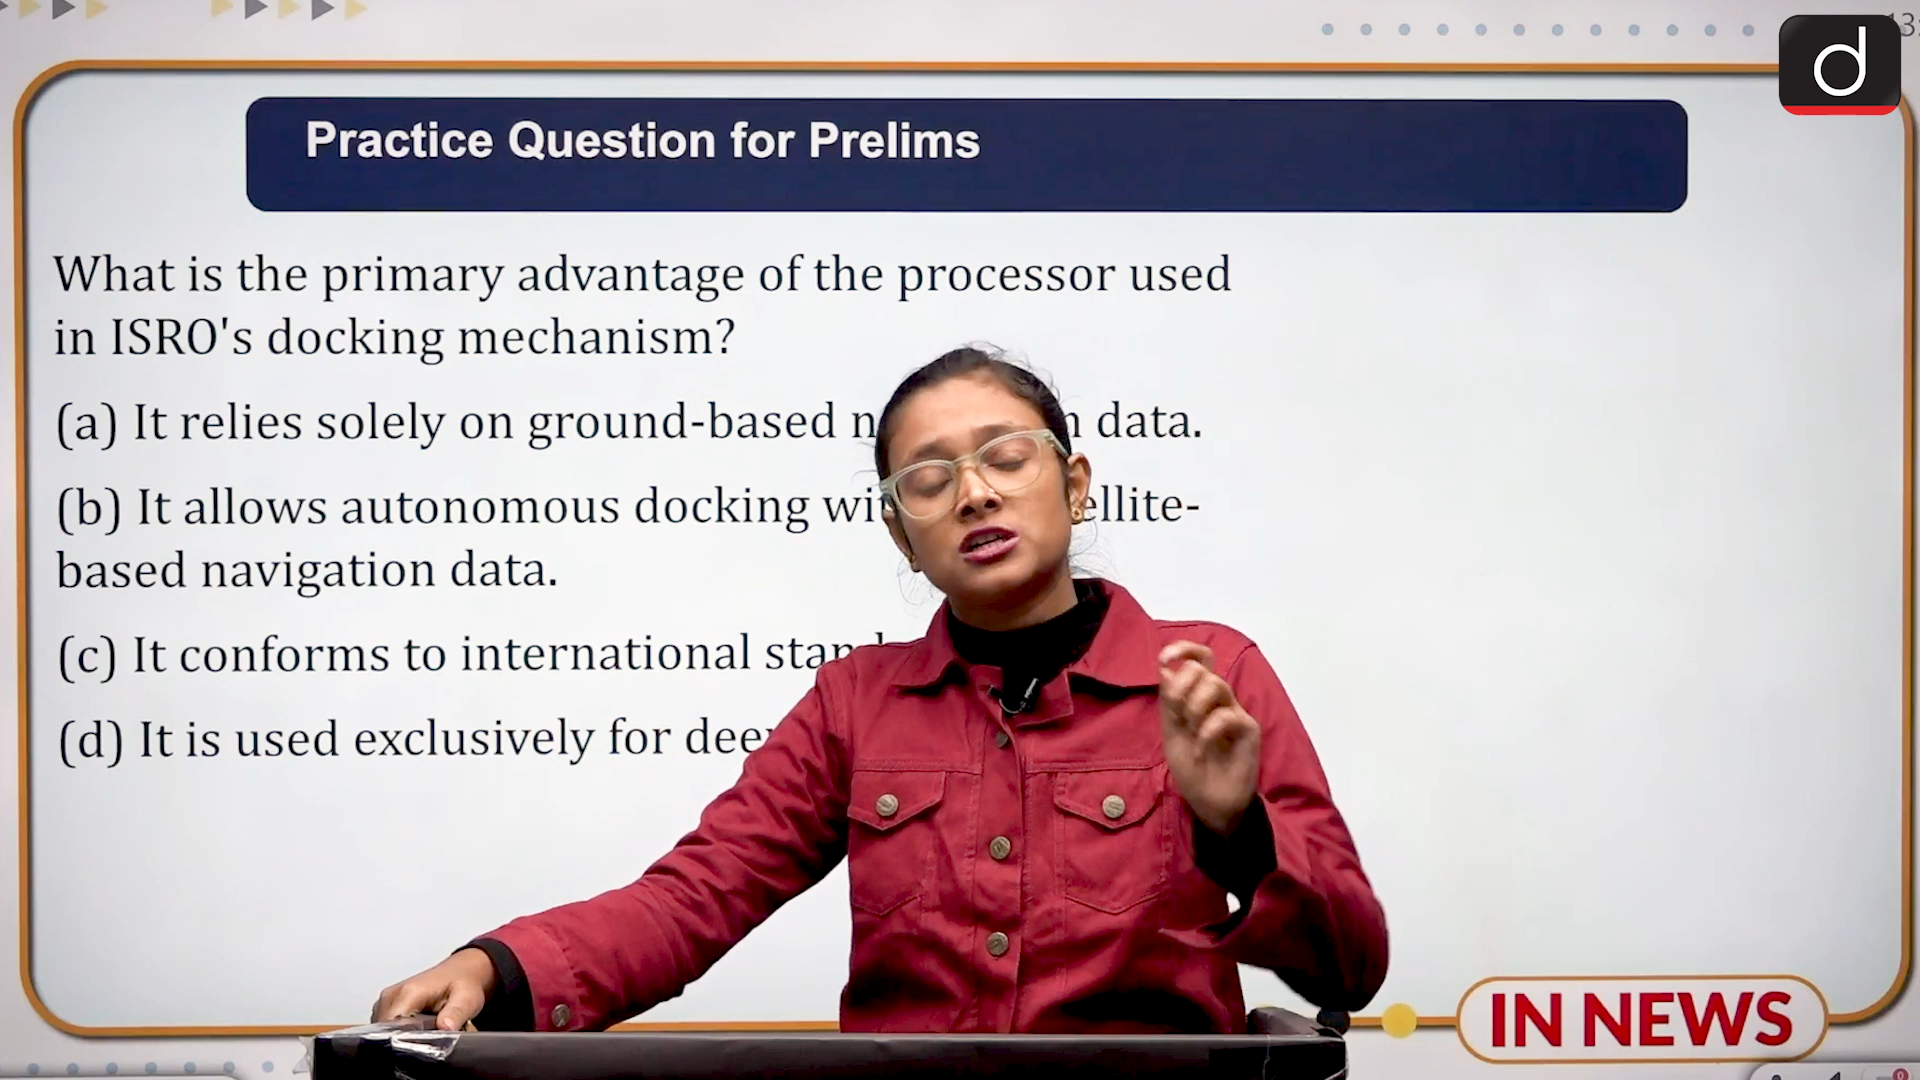 13:
d
Practice Question for Prelims
What is the primary advantage of the processor used
in ISRO's docking mechanism?
(a) It relies solely on ground-based data.
(b) It allows autonomous docking
based navigation data.
(c) It conforms to international
(d) It is used exclusively for
IN NEWS